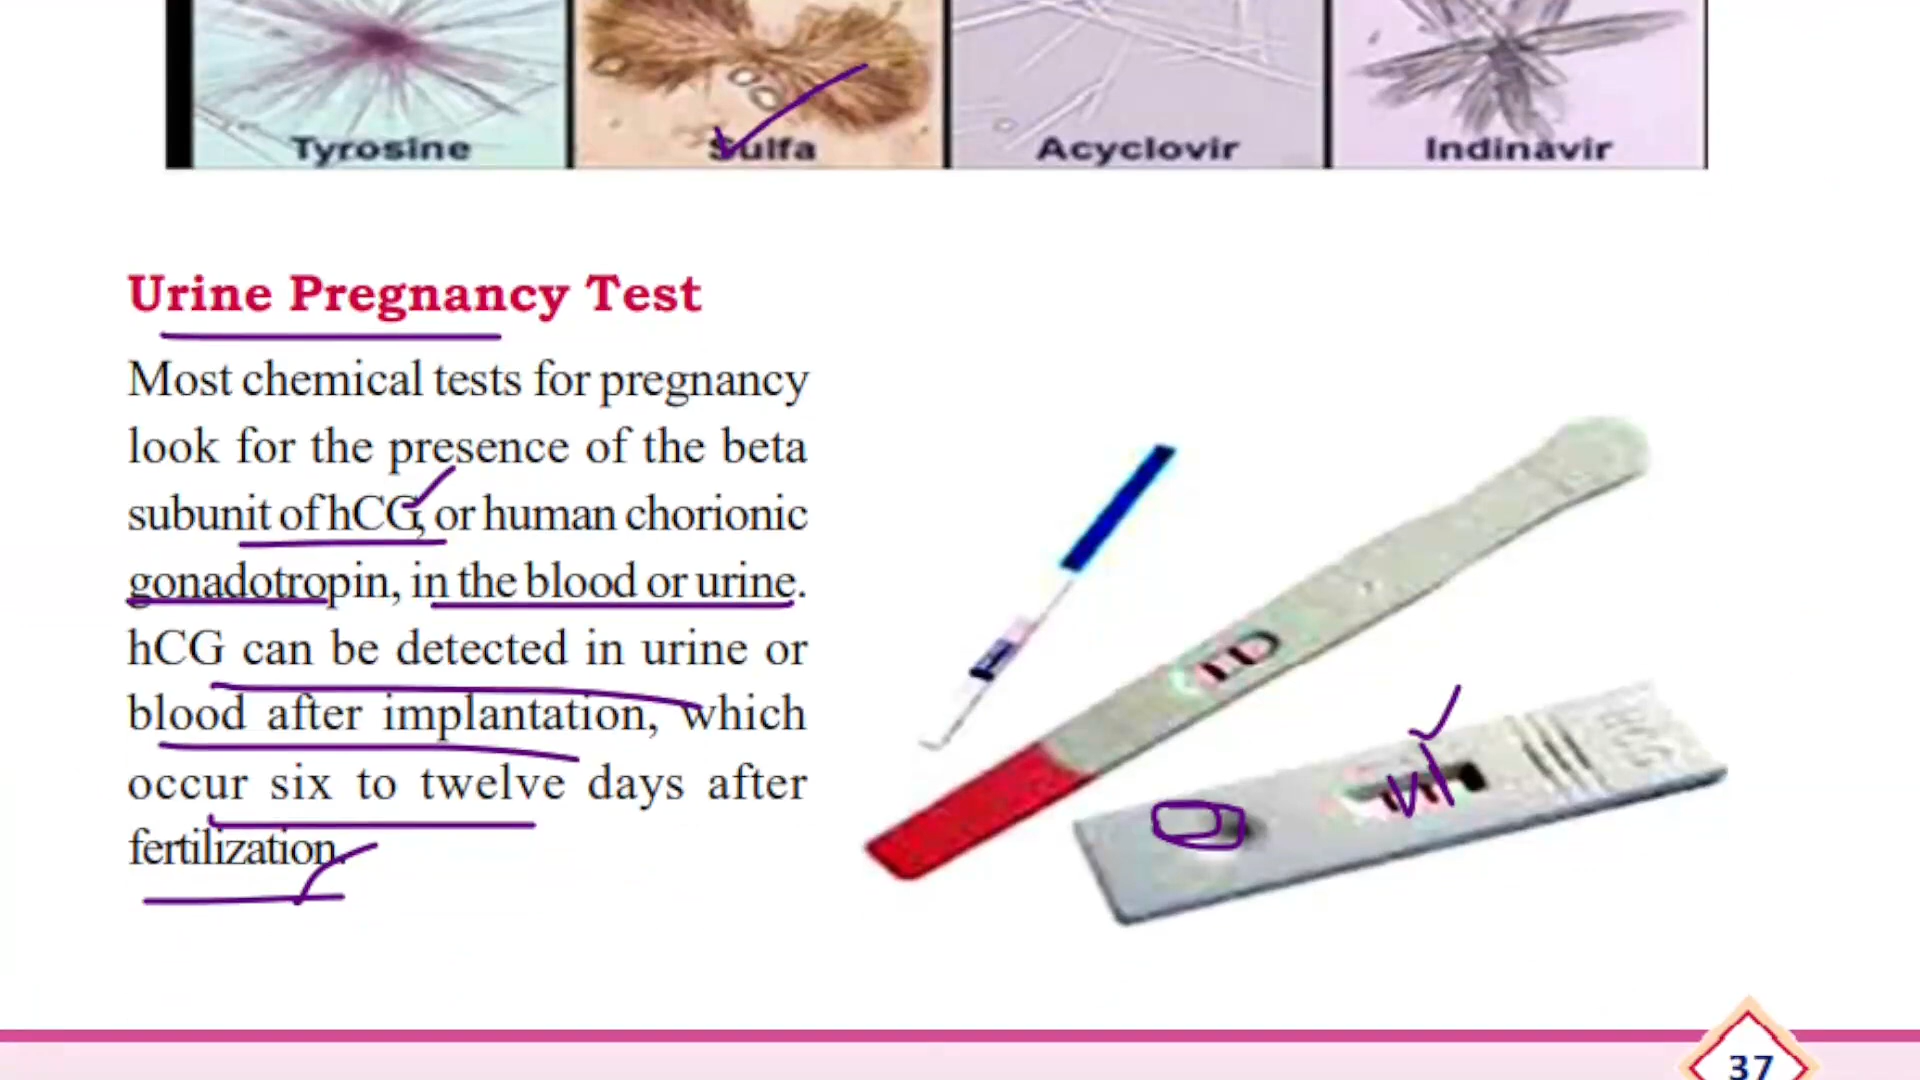 Tyrosine
Sulfa
Acyclovir
Indinavir
Urine Pregnancy Test
Most chemical tests for pregnancy
look for the presence of the beta
subunit of hCG, or human chorionic
gonadotropin, in the blood or urine.
hCG can be detected in urine or
blood after implantation, which
occur six to twelve days after
fertilization.
37